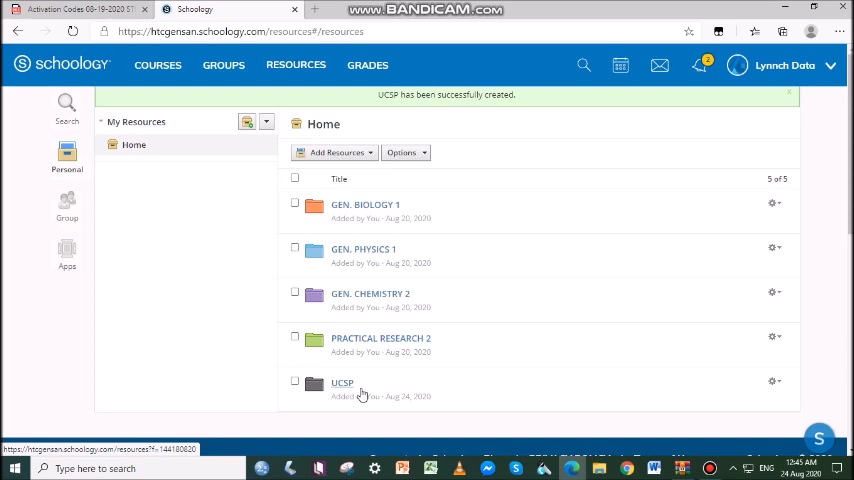 Activation Codes 08-19-2020 ST
Schoology
WWW.BANDICAM.COM
https://htcgensan.schoology.com/resources#/resources
S schoology
COURSES
GROUPS
RESOURCES
GRADES
2
Lynnch Data
UCSP has been successfully created.
Search
Personal
Group
Apps
My Resources
Home
Home
Add Resources
Options
Title
5 of 5
GEN. BIOLOGY 1
Added by You · Aug 20, 2020
GEN. PHYSICS 1
Added by You · Aug 20, 2020
GEN. CHEMISTRY 2
Added by You · Aug 20, 2020
PRACTICAL RESEARCH 2
Added by You · Aug 20, 2020
UCSP
Added You · Aug 24, 2020
S
https://htcgensan.schoology.com/resources?f=144180820
Type here to search
ENG
12:45 AM
24 Aug 2020